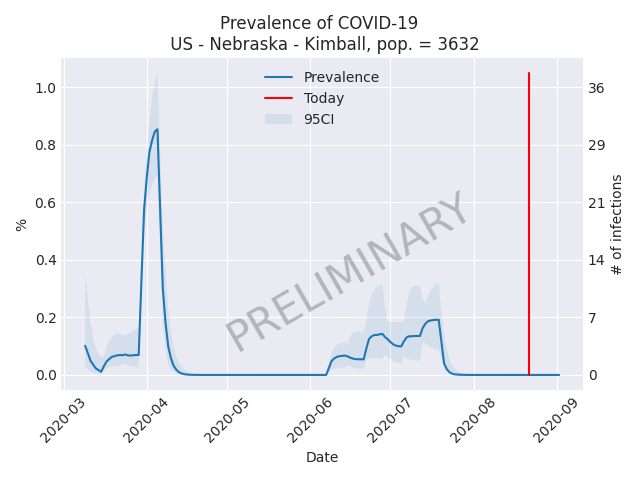 Prevalence of COVID-19
US - Nebraska - Kimball, pop. = 3632
Prevalence
Today
95CI
PRELIMINARY
%
1.0
0.8
0.6
0.4
0.2
0.0
36
29
21
14
7
0
# of infections
2020-03
2020-04
2020-05
2020-06
2020-07
2020-08
2020-09
Date